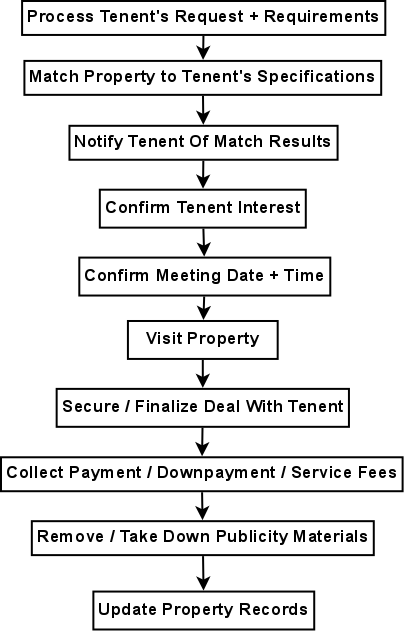 Process Tenent's Request + Requirements
Match Property to Tenent's Specifications
Notify Tenent Of Match Results
Confirm Tenent Interest
Confirm Meeting Date + Time
Visit Property
Secure / Finalize Deal With Tenent
Collect Payment / Downpayment / Service Fees
Remove / Take Down Publicity Materials
Update Property Records